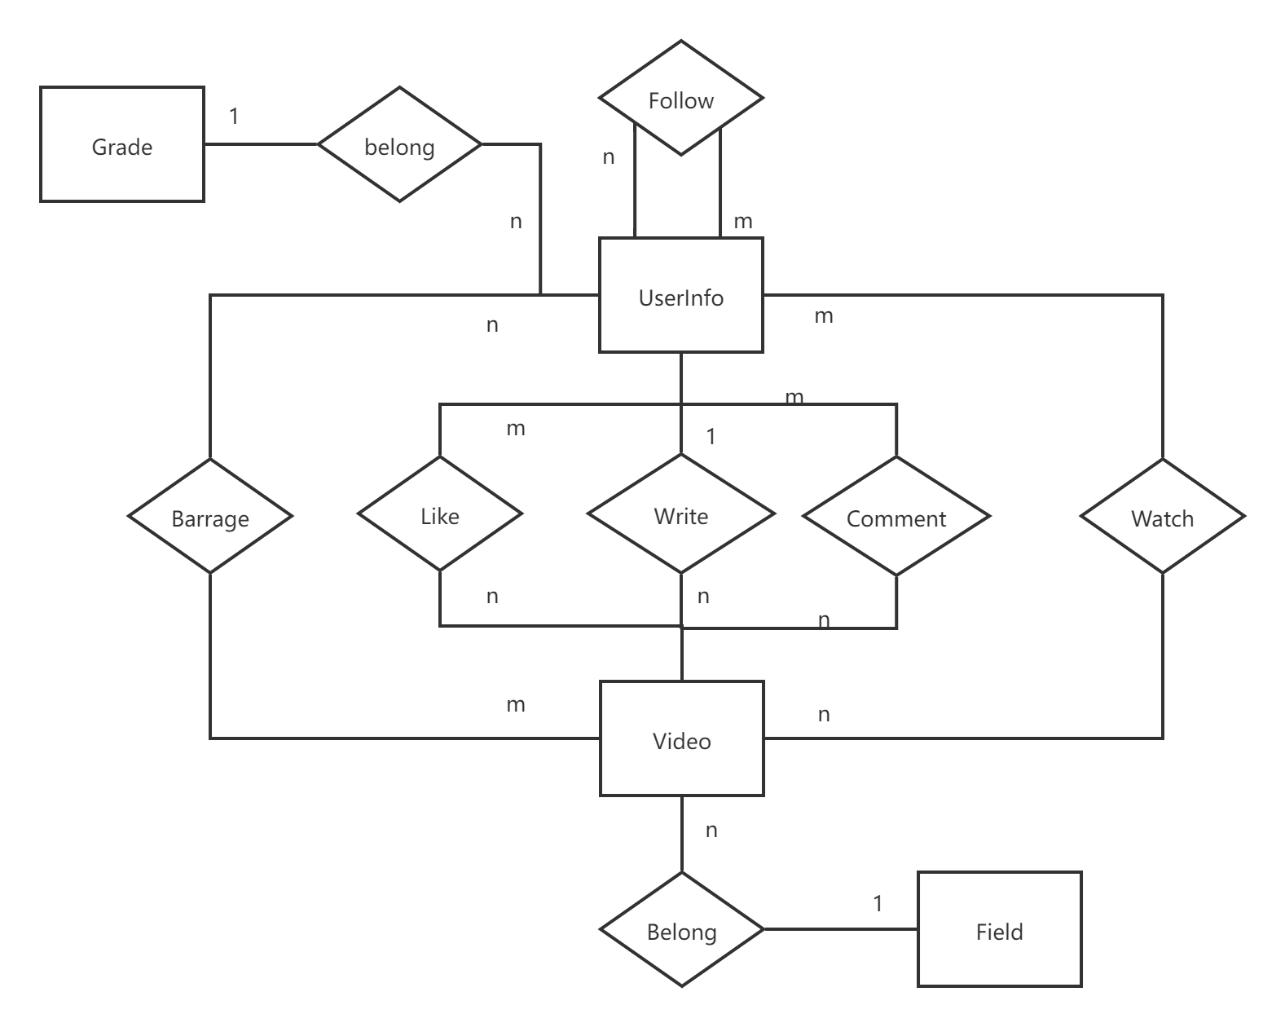 Follow
1
Grade
belong
n
n
m
UserInfo
n
m
m
m
1
Barrage
Like
Write
Comment
Watch
n
n
n
m
n
Video
n
1
Belong
Field